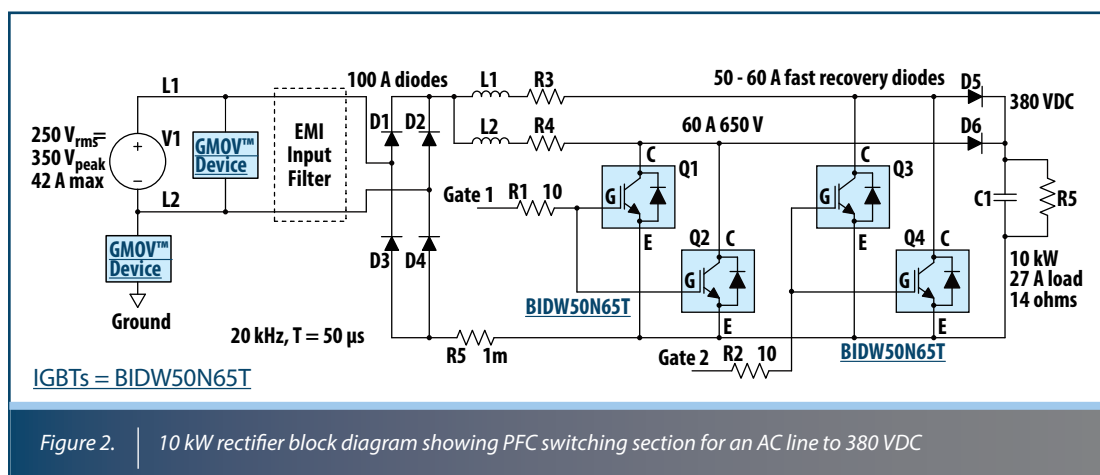 L1
100 A diodes
L1
R3
50 - 60 A fast recovery diodes
D5
380 VDC
250 Vrms=
350 Vpeak
42 A max
+
V1
−
GMOV™
Device
EMI
Input
Filter
D1
D2
L2
R4
60 A 650 V
D6
L2
Gate 1
R1
10
G
C
Q1
E
C
Q3
G
E
C1
R5
GMOV™
Device
Ground
D3
D4
Q2
C
G
E
BIDW50N65T
Q4
C
G
E
BIDW50N65T
10 kW
27 A load
14 ohms
20 kHz, T = 50 µs
R5
1m
Gate 2
R2
10
IGBTs = BIDW50N65T
Figure 2. 10 kW rectifier block diagram showing PFC switching section for an AC line to 380 VDC